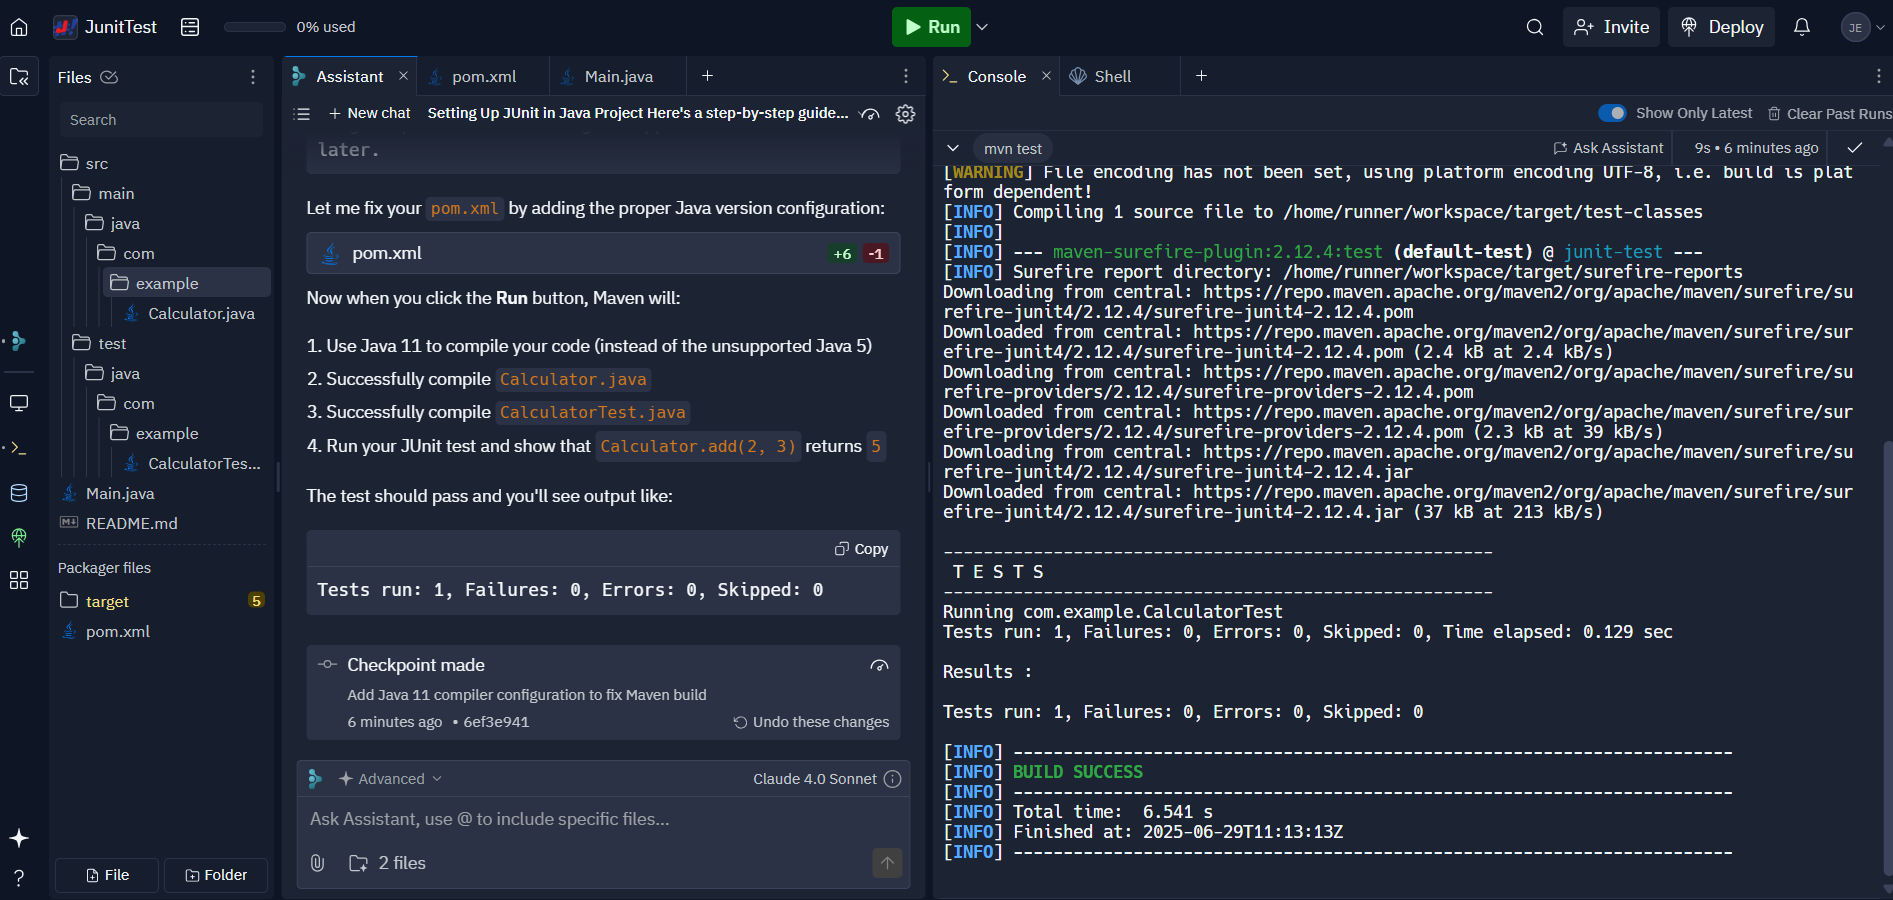 JunitTest
0% used
Run
Invite
Deploy
JE
Files
Search
src
main
java
com
example
Calculator.java
test
java
com
example
CalculatorTes...
Main.java
README.md
Packager files
target
5
pom.xml
File
Folder
Assistant
pom.xml
Main.java
New chat
Setting Up JUnit in Java Project Here's a step-by-step guide...
later.
Let me fix your pom.xml by adding the proper Java version configuration:
pom.xml
+6 -1
Now when you click the Run button, Maven will:
1. Use Java 11 to compile your code (instead of the unsupported Java 5)
2. Successfully compile Calculator.java
3. Successfully compile CalculatorTest.java
4. Run your JUnit test and show that Calculator.add(2, 3) returns 5
The test should pass and you'll see output like:
Copy
Tests run: 1, Failures: 0, Errors: 0, Skipped: 0
Checkpoint made
Add Java 11 compiler configuration to fix Maven build
6 minutes ago • 6ef3e941
Undo these changes
Advanced
Claude 4.0 Sonnet
Ask Assistant, use @ to include specific files...
2 files
Console
Shell
Show Only Latest
Clear Past Runs
mvn test
Ask Assistant
9s • 6 minutes ago
[WARNING] File encoding has not been set, using platform encoding UTF-8, i.e. build is plat
form dependent!
[INFO] Compiling 1 source file to /home/runner/workspace/target/test-classes
[INFO]
[INFO] --- maven-surefire-plugin:2.12.4:test (default-test) @ junit-test ---
[INFO] Surefire report directory: /home/runner/workspace/target/surefire-reports
Downloading from central: https://repo.maven.apache.org/maven2/org/apache/maven/surefire/su
refire-junit4/2.12.4/surefire-junit4-2.12.4.pom
Downloaded from central: https://repo.maven.apache.org/maven2/org/apache/maven/surefire/sur
efire-junit4/2.12.4/surefire-junit4-2.12.4.pom (2.4 kB at 2.4 kB/s)
Downloading from central: https://repo.maven.apache.org/maven2/org/apache/maven/surefire/su
refire-providers/2.12.4/surefire-providers-2.12.4.pom
Downloaded from central: https://repo.maven.apache.org/maven2/org/apache/maven/surefire/sur
efire-providers/2.12.4/surefire-providers-2.12.4.pom (2.3 kB at 39 kB/s)
Downloading from central: https://repo.maven.apache.org/maven2/org/apache/maven/surefire/su
refire-junit4/2.12.4/surefire-junit4-2.12.4.jar
Downloaded from central: https://repo.maven.apache.org/maven2/org/apache/maven/surefire/sur
efire-junit4/2.12.4/surefire-junit4-2.12.4.jar (37 kB at 213 kB/s)
-------------------------------------------------------
T E S T S
-------------------------------------------------------
Running com.example.CalculatorTest
Tests run: 1, Failures: 0, Errors: 0, Skipped: 0, Time elapsed: 0.129 sec
Results :
Tests run: 1, Failures: 0, Errors: 0, Skipped: 0
[INFO] ------------------------------------------------------------------------
[INFO] BUILD SUCCESS
[INFO] ------------------------------------------------------------------------
[INFO] Total time:  6.541 s
[INFO] Finished at: 2025-06-29T11:13:13Z
[INFO] ------------------------------------------------------------------------